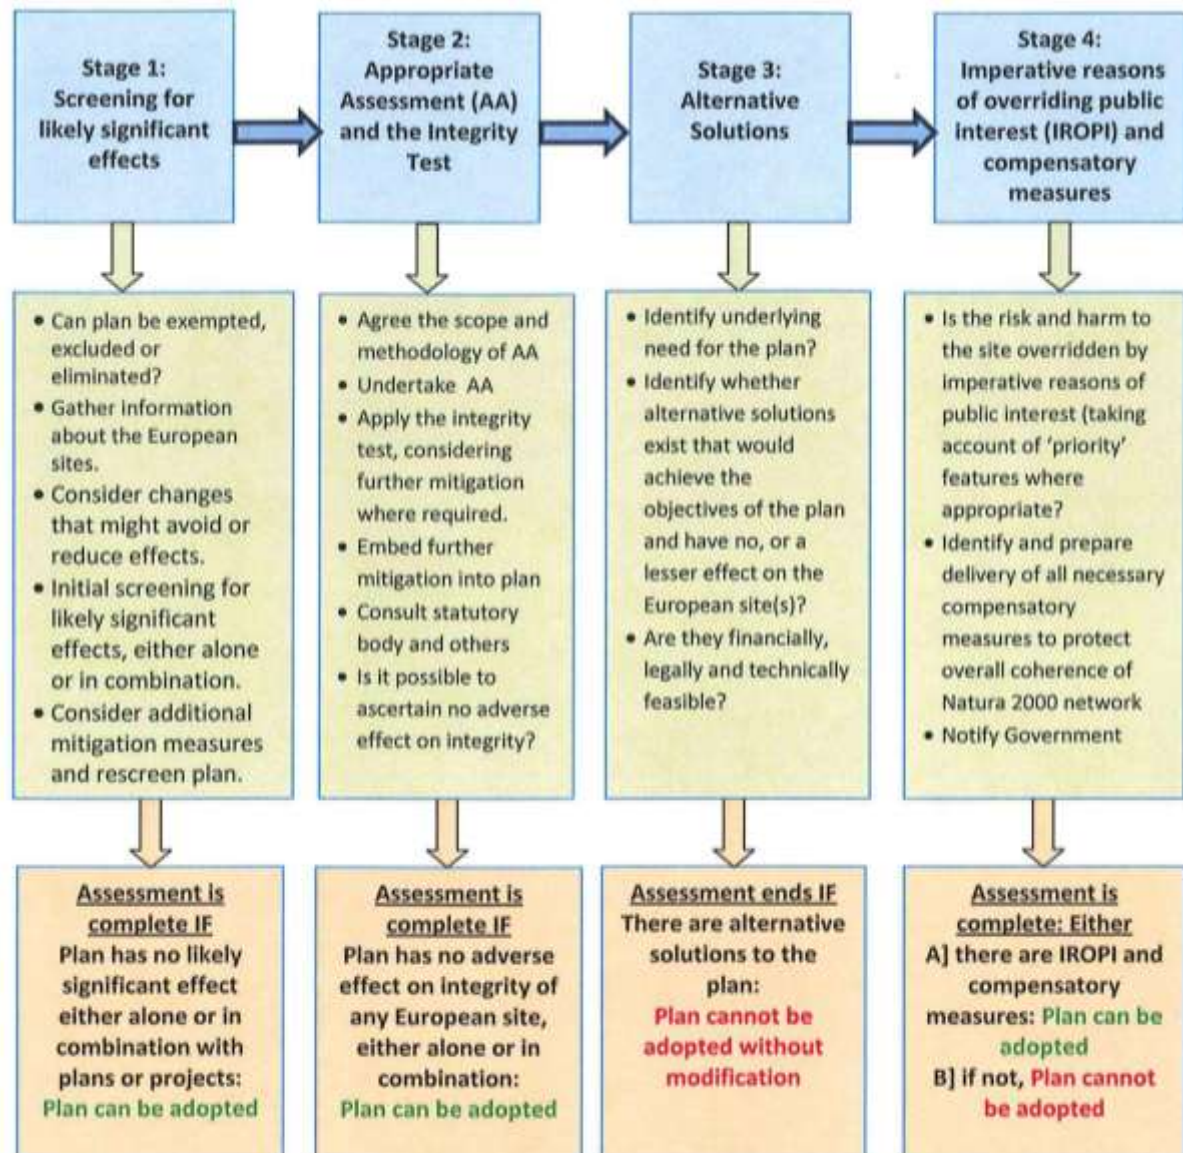 Stage 1:
Screening for
likely significant
effects
Stage 2:
Appropriate
Assessment (AA)
and the Integrity
Test
Stage 3:
Alternative
Solutions
Stage 4:
Imperative reasons
of overriding public
interest (IROPI) and
compensatory
measures
• Can plan be exempted,
excluded or
eliminated?
• Gather information
about the European
sites.
• Consider changes
that might avoid or
reduce effects.
• Initial screening for
likely significant
effects, either alone
or in combination.
• Consider additional
mitigation measures
and rescreen plan.
• Agree the scope and
methodology of AA
• Undertake AA
• Apply the integrity
test, considering
further mitigation
where required.
• Embed further
mitigation into plan
• Consult statutory
body and others
• Is it possible to
ascertain no adverse
effect on integrity?
• Identify underlying
need for the plan?
• Identify whether
alternative solutions
exist that would
achieve the
objectives of the plan
and have no, or a
lesser effect on the
European site(s)?
• Are they financially,
legally and technically
feasible?
• Is the risk and harm to
the site overridden by
imperative reasons of
public interest (taking
account of ‘priority’
features where
appropriate?
• Identify and prepare
delivery of all necessary
compensatory
measures to protect
overall coherence of
Natura 2000 network
• Notify Government
Assessment is
complete IF
Plan has no likely
significant effect
either alone or in
combination with
plans or projects:
Plan can be adopted
Assessment is
complete IF
Plan has no adverse
effect on integrity of
any European site,
either alone or in
combination:
Plan can be adopted
Assessment ends IF
There are alternative
solutions to the
plan:
Plan cannot be
adopted without
modification
Assessment is
complete: Either
A] there are IROPI and
compensatory
measures: Plan can be
adopted
B] if not, Plan cannot
be adopted